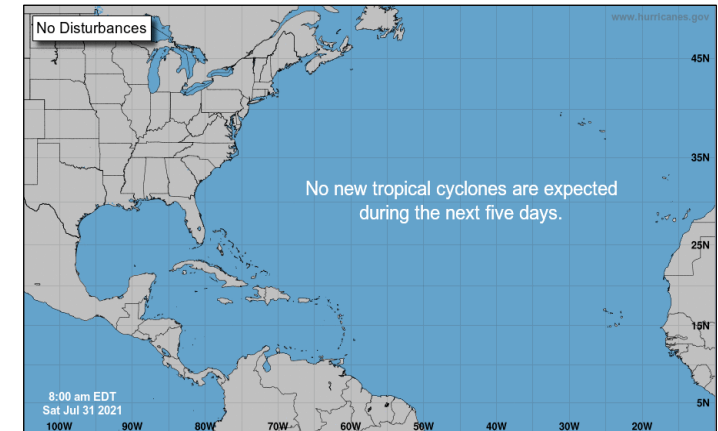 No Disturbances
www.hurricanes.gov
45N
35N
No new tropical cyclones are expected
during the next five days.
25N
15N
8:00 am EDT
Sat Jul 31 2021
5N
100W 90W 80W 70W 60W 50W 40W 30W 20W